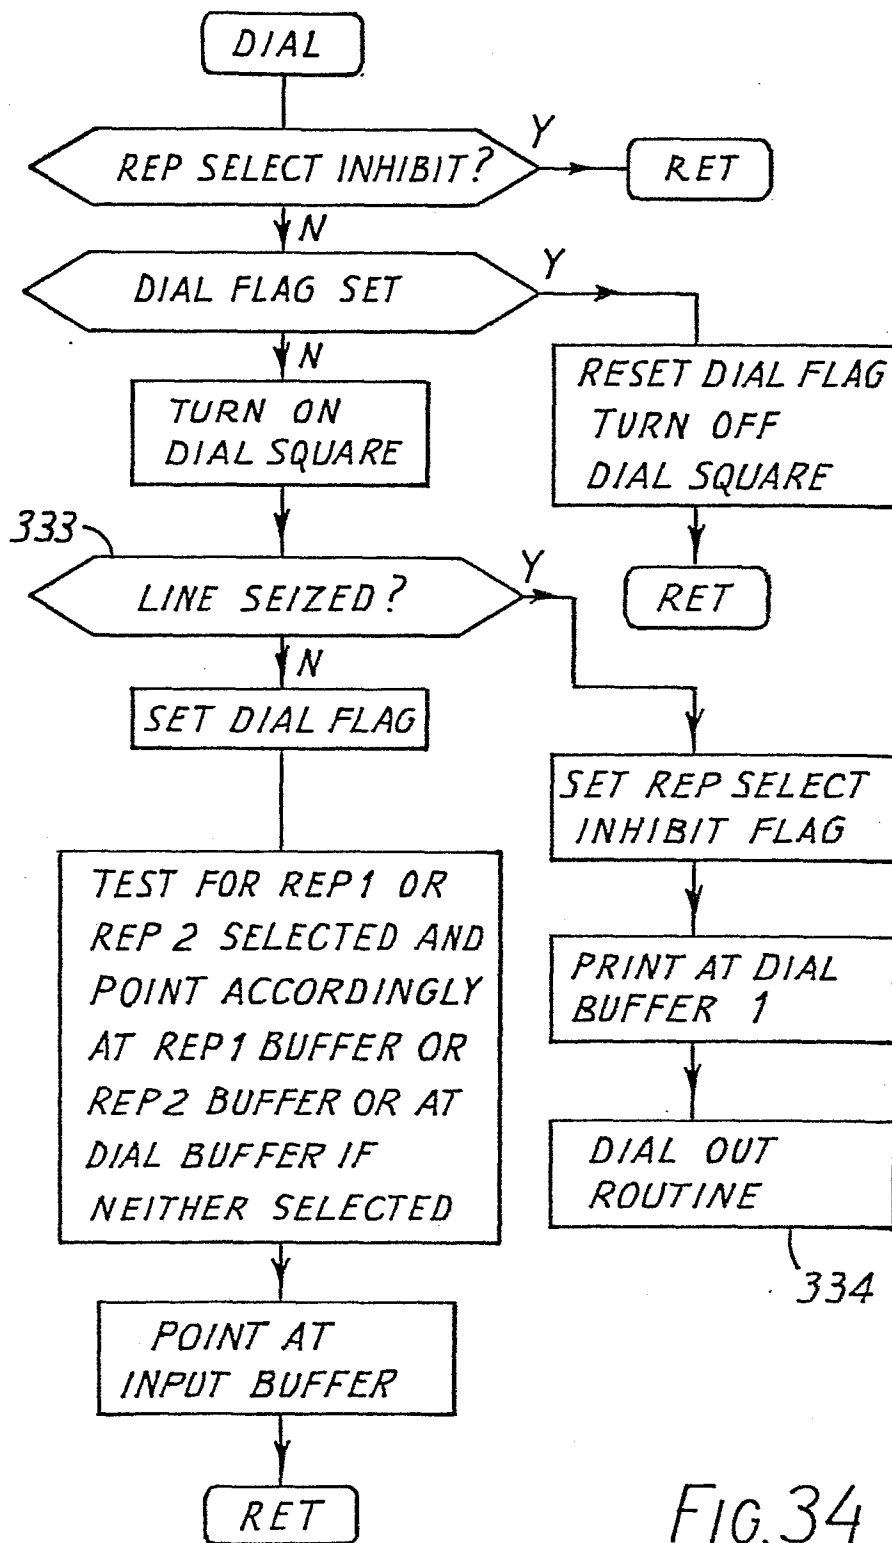 DIAL
REP SELECT INHIBIT?
Y
RET
N
DIAL FLAG SET
Y
N
TURN ON
DIAL SQUARE
RESET DIAL FLAG
TURN OFF
DIAL SQUARE
RET
333
LINE SEIZED?
Y
N
SET DIAL FLAG
SET REP SELECT
INHIBIT FLAG
PRINT AT DIAL
BUFFER 1
DIAL OUT
ROUTINE
334
TEST FOR REP1 OR
REP 2 SELECTED AND
POINT ACCORDINGLY
AT REP1 BUFFER OR
REP2 BUFFER OR AT
DIAL BUFFER IF
NEITHER SELECTED
POINT AT
INPUT BUFFER
RET
FIG.34